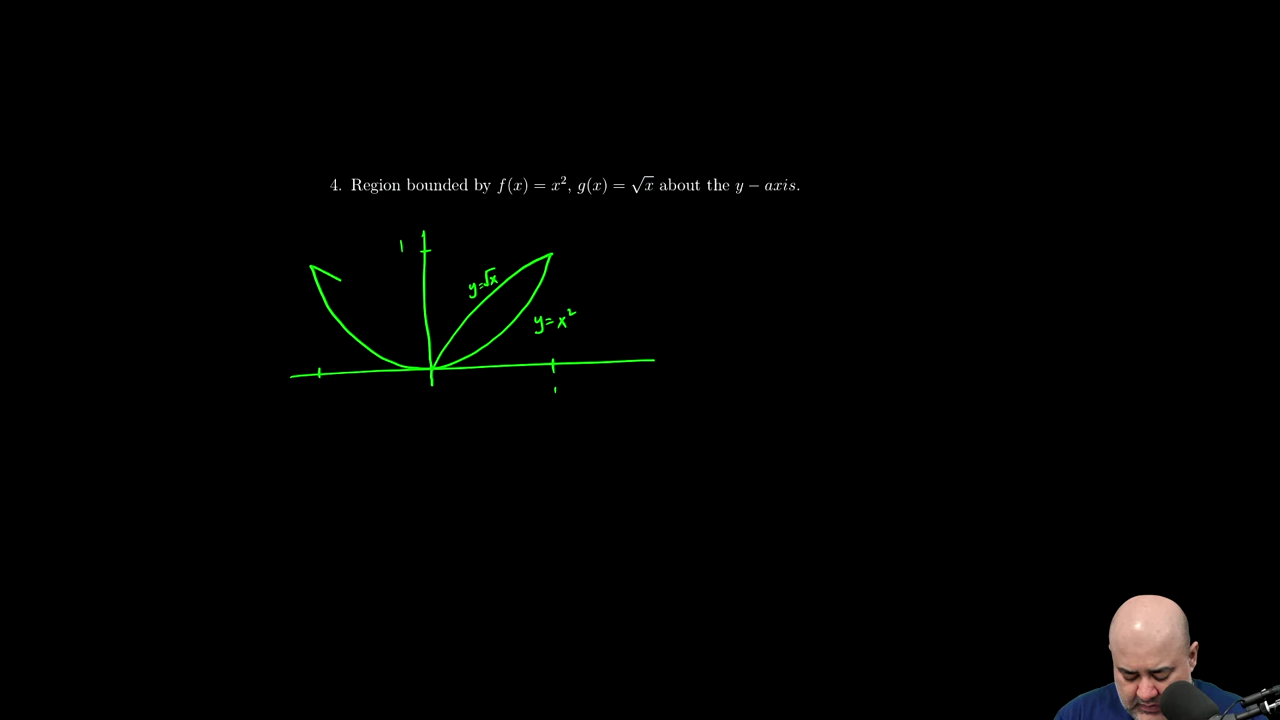 4. Region bounded by f(x) = x², g(x) = √x about the y − axis.
1
y=√x
y=x²
1